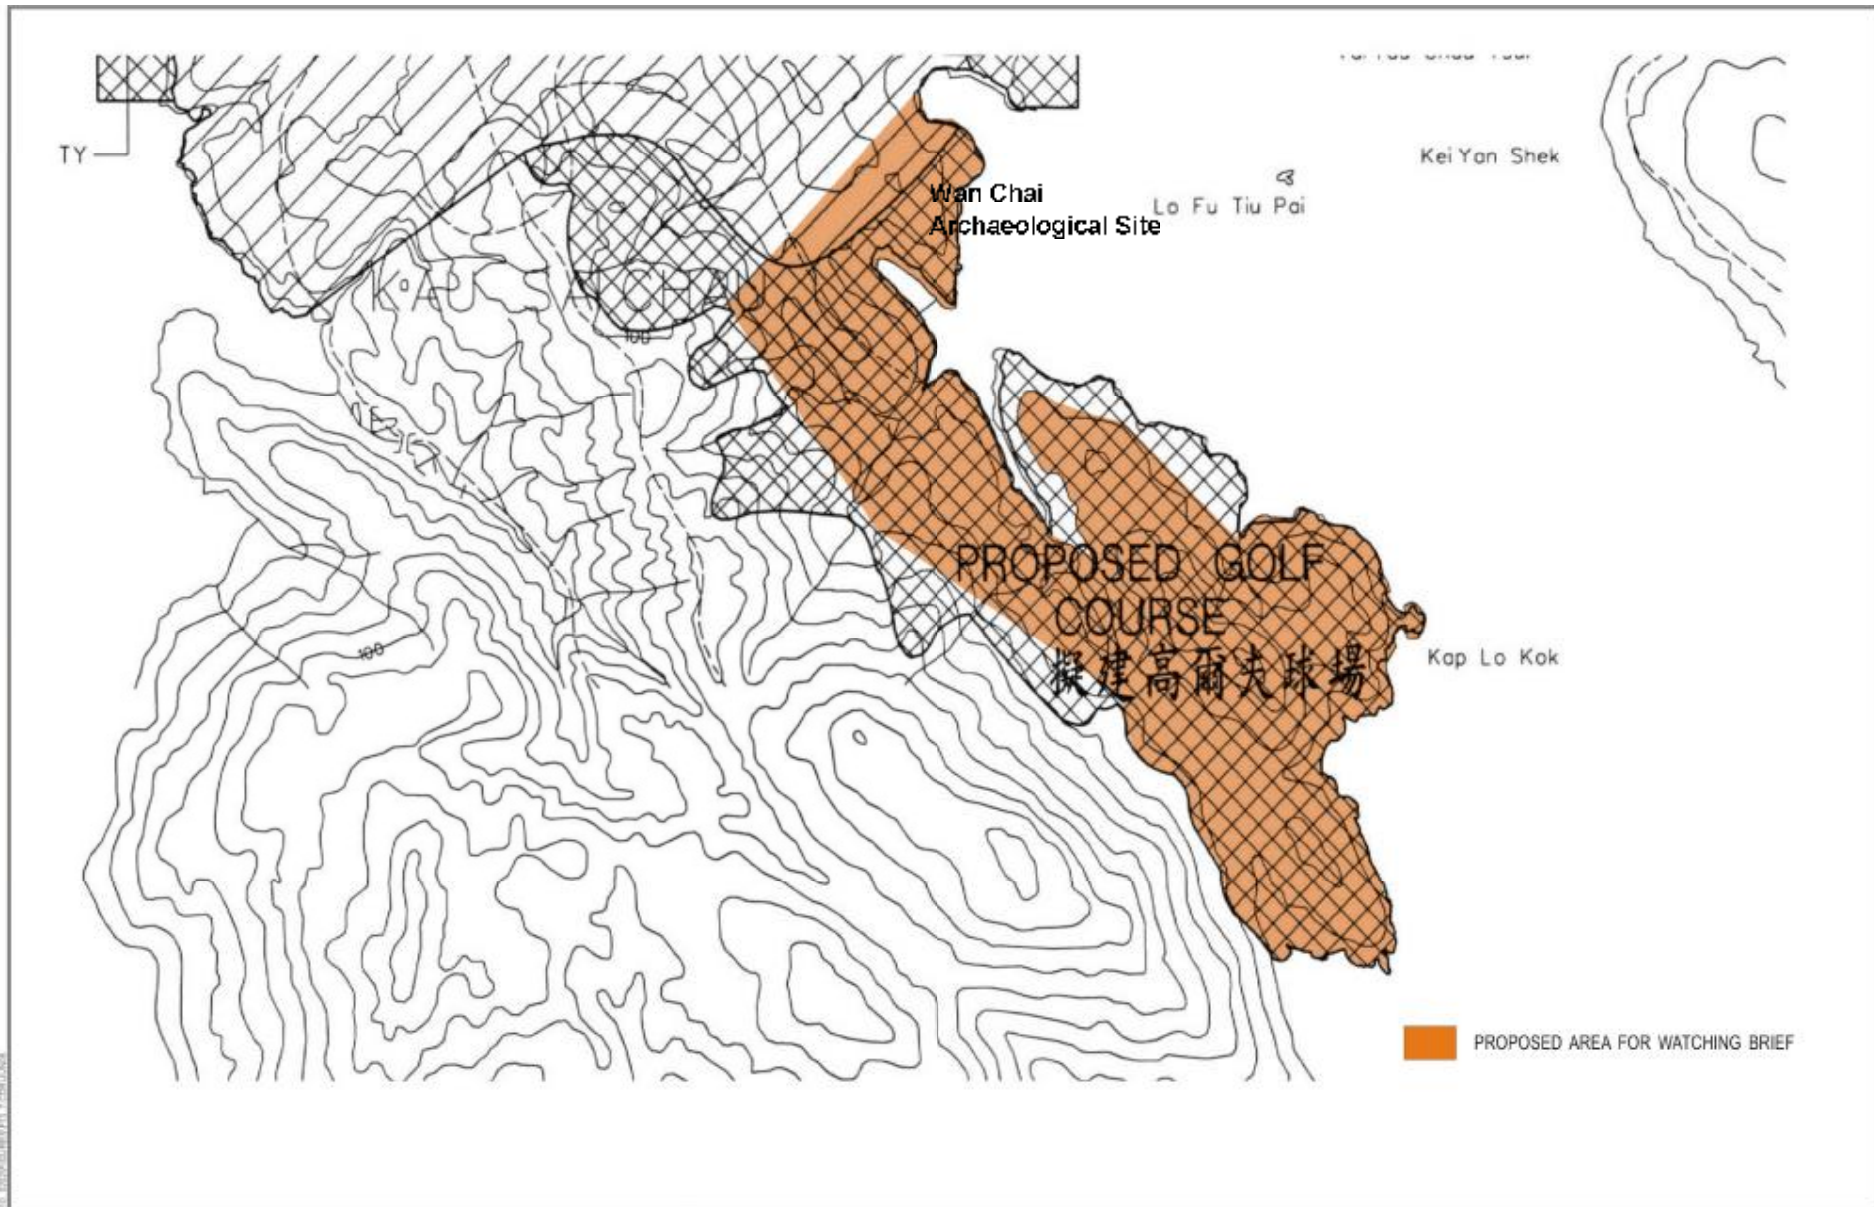 TY
Kei Yan Shek
Wan Chai
Archaeological Site
Lo Fu Tiu Pai
KAU SAI CHAU
100
PROPOSED GOLF
COURSE
擬建高爾夫球場
100
Kap Lo Kok
PROPOSED AREA FOR WATCHING BRIEF